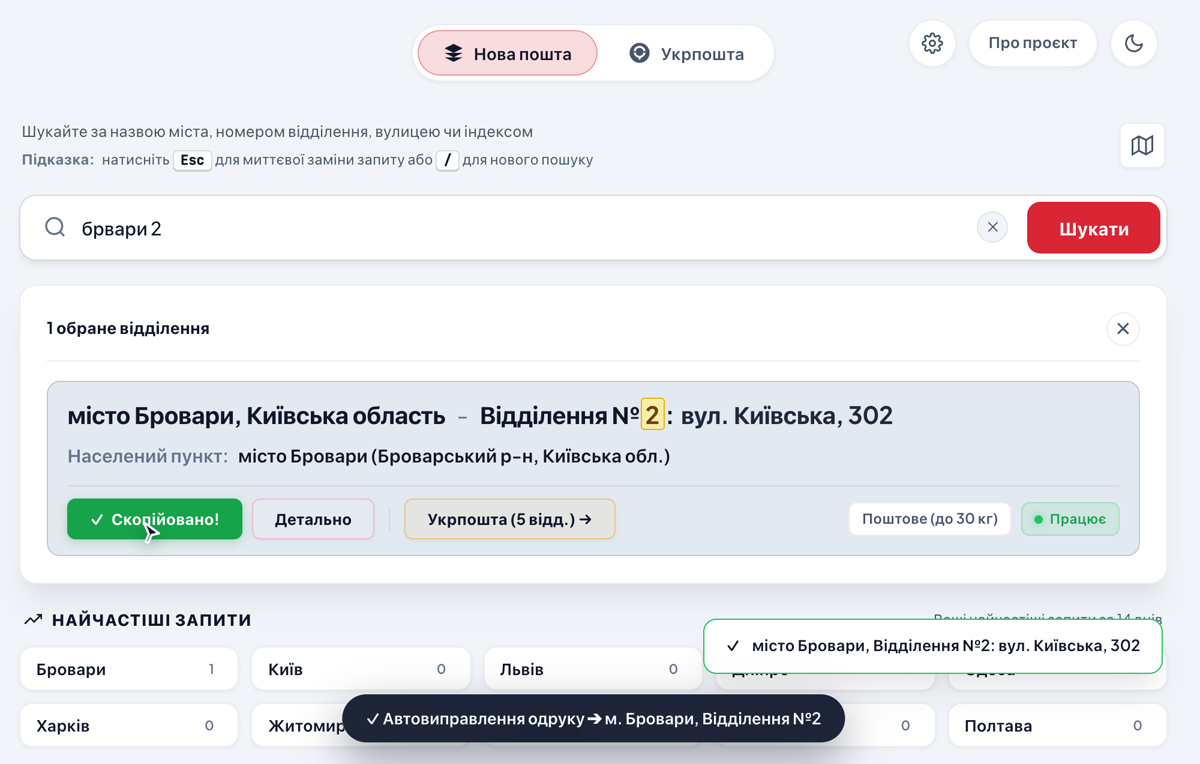 Нова пошта
Укрпошта
Про проєкт
Шукайте за назвою міста, номером відділення, вулицею чи індексом
Підказка: натисніть Esc для миттєвої заміни запиту або / для нового пошуку
брвари 2
Шукати
1 обране відділення
місто Бровари, Київська область – Відділення №2: вул. Київська, 302
Населений пункт: місто Бровари (Броварський р-н, Київська обл.)
✓ Скопійовано!
Детально
Укрпошта (5 відд.) →
Поштове (до 30 кг)
Працює
НАЙЧАСТІШІ ЗАПИТИ
✓ місто Бровари, Відділення №2: вул. Київська, 302
Бровари 1
Київ 0
Львів 0
Харків 0
Житомир
✓ Автовиправлення одруку ➔ м. Бровари, Відділення №2
0
Полтава 0